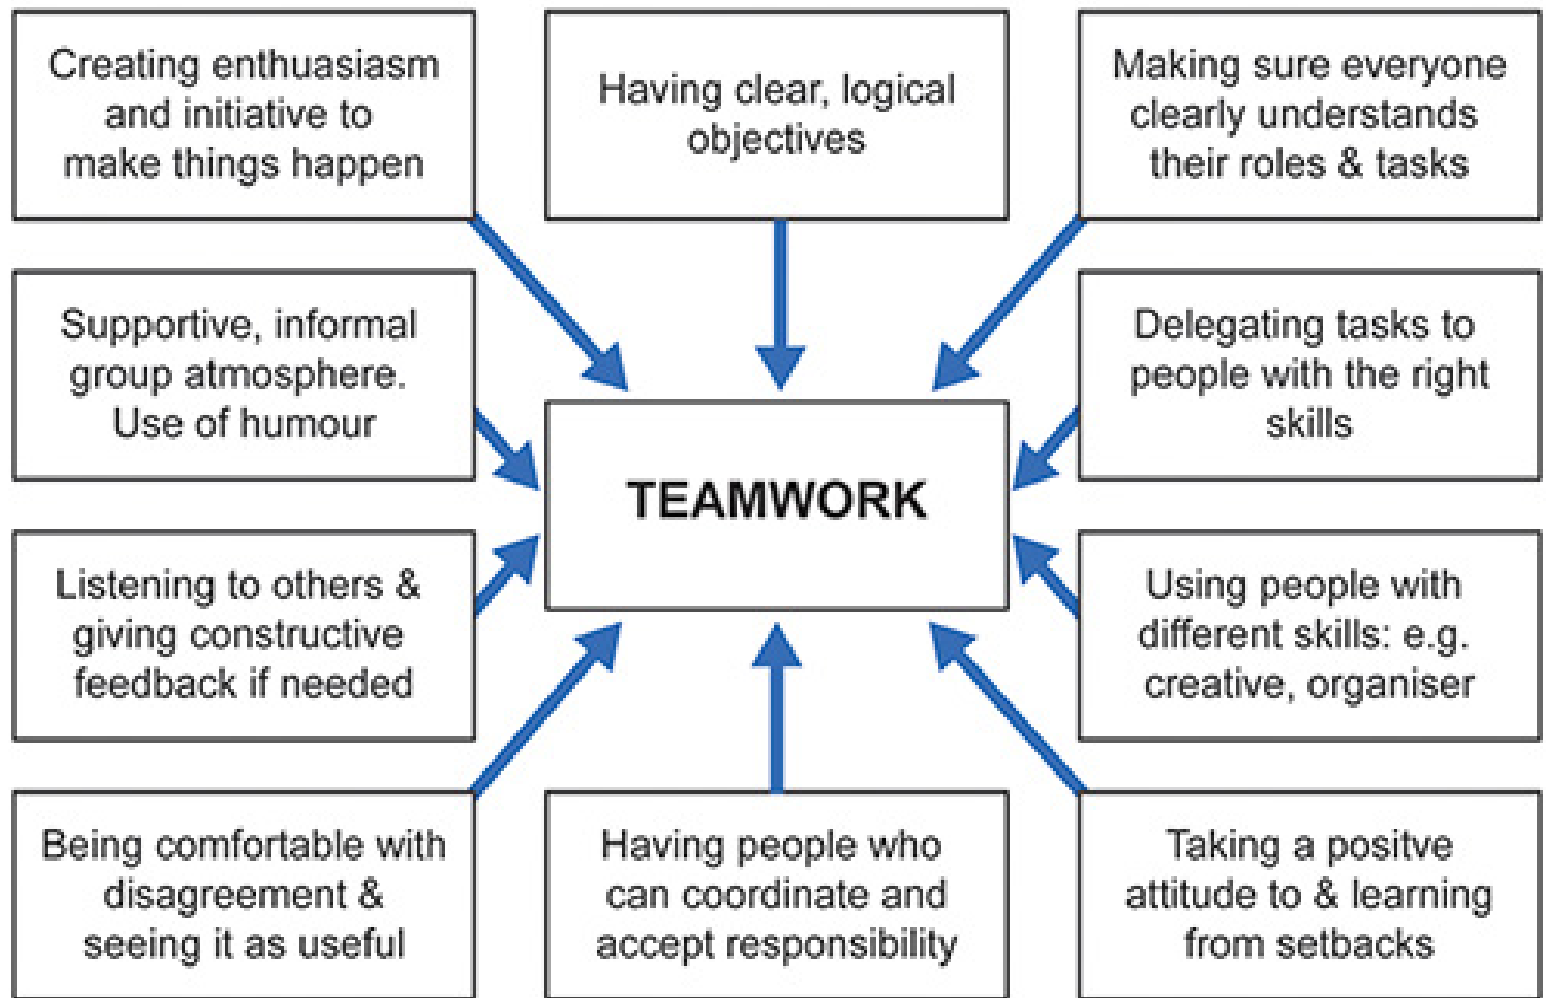 Creating enthuasiasm
and initiative to
make things happen
Having clear, logical
objectives
Making sure everyone
clearly understands
their roles & tasks
Supportive, informal
group atmosphere.
Use of humour
Delegating tasks to
people with the right
skills
TEAMWORK
Listening to others &
giving constructive
feedback if needed
Using people with
different skills: e.g.
creative, organiser
Being comfortable with
disagreement &
seeing it as useful
Having people who
can coordinate and
accept responsibility
Taking a positve
attitude to & learning
from setbacks